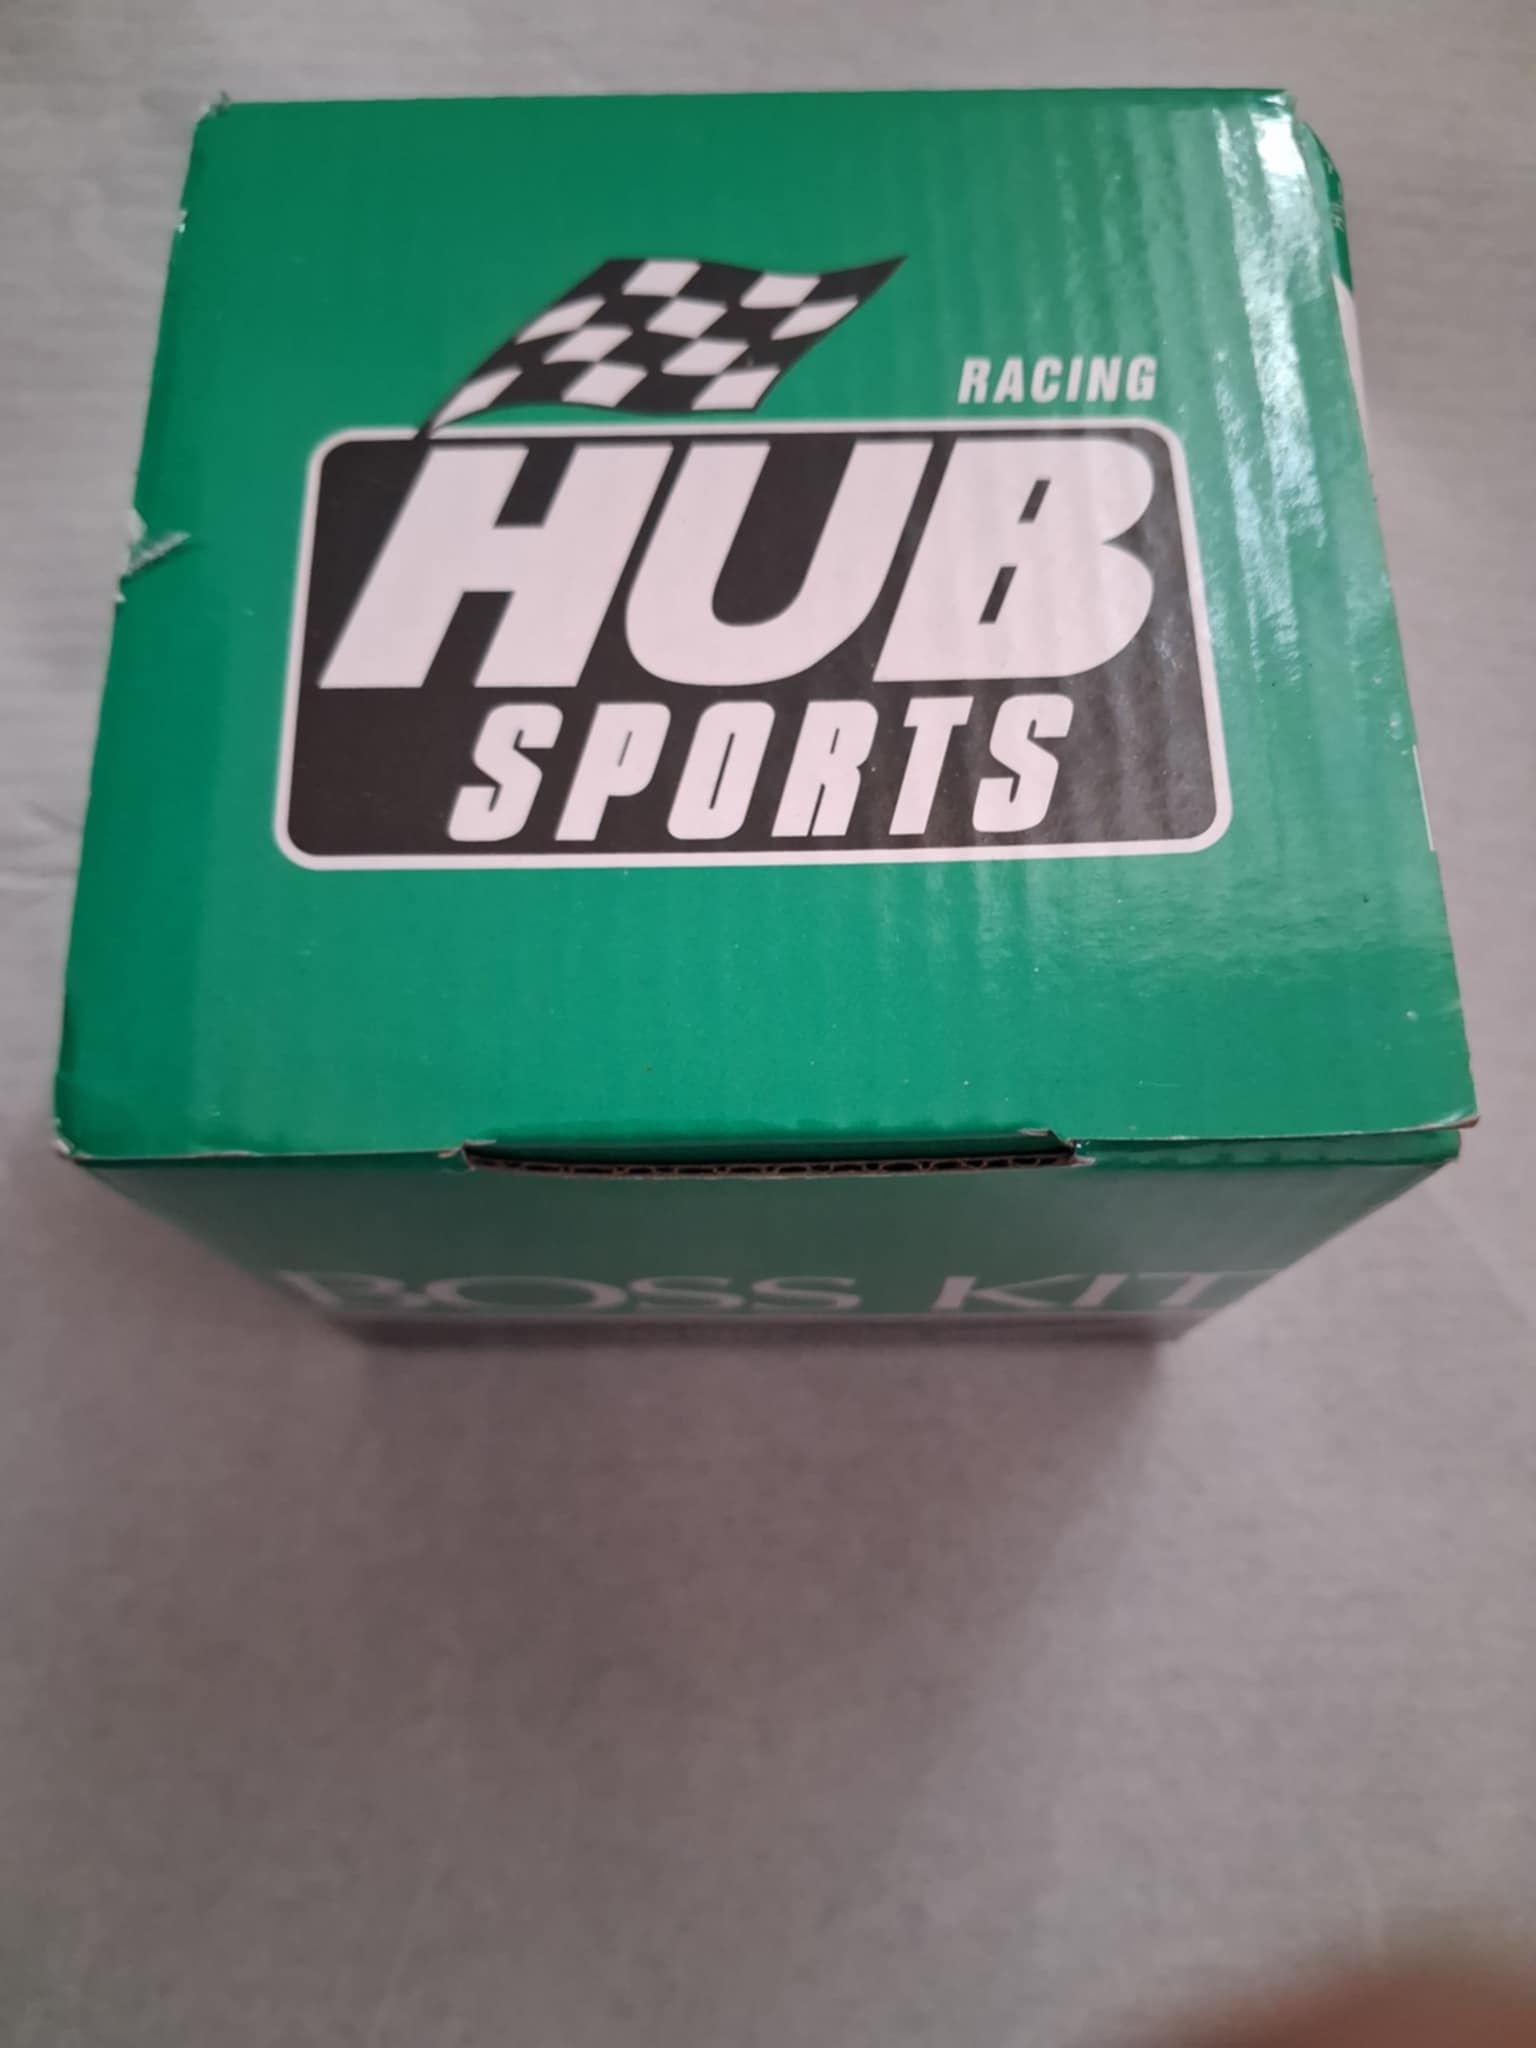 RACING
HUB
SPORTS
BOSS KIT